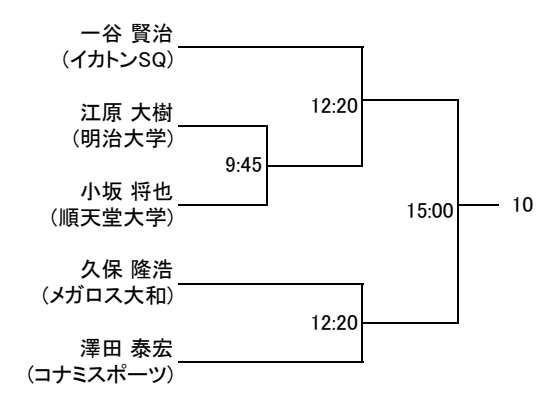 一谷 賢治
(イカトンSQ)
12:20
江原 大樹
(明治大学)
9:45
小坂 将也
(順天堂大学)
15:00
10
久保 隆浩
(メガロス大和)
12:20
澤田 泰宏
(コナミスポーツ)